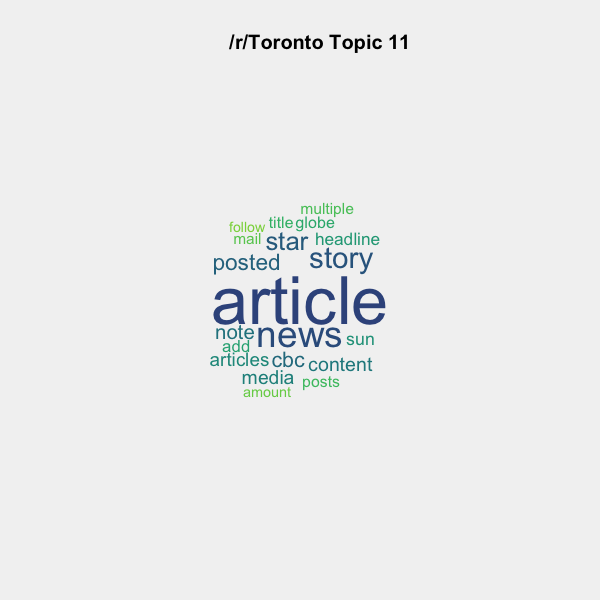 /r/Toronto Topic 11
multiple
follow title globe
mail star headline
posted story
article
note news sun
add
articles cbc content
media posts
amount